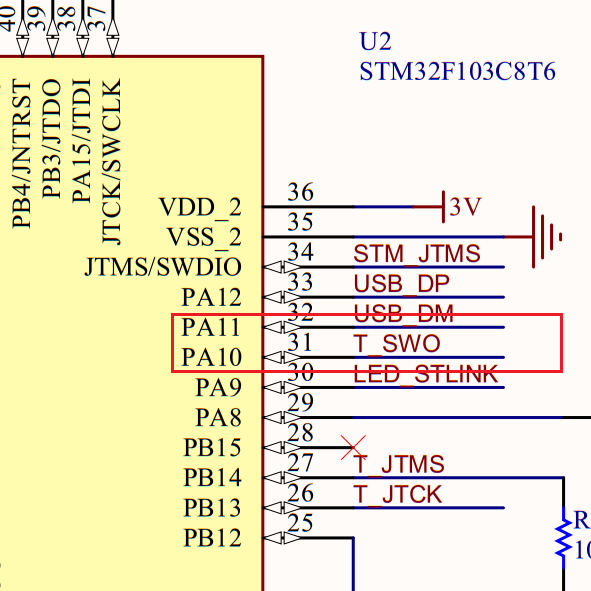 40
39
38
37
U2
STM32F103C8T6
PB4/JNTRST
PB3/JTDO
PA15/JTDI
JTCK/SWCLK
VDD_2 36 3V
VSS_2 35
JTMS/SWDIO 34 STM_JTMS
PA12 33 USB_DP
PA11 32 USB_DM
PA10 31 T_SWO
PA9 30 LED_STLINK
PA8 29
PB15 28
PB14 27 T_JTMS
PB13 26 T_JTCK
PB12 25
R
10